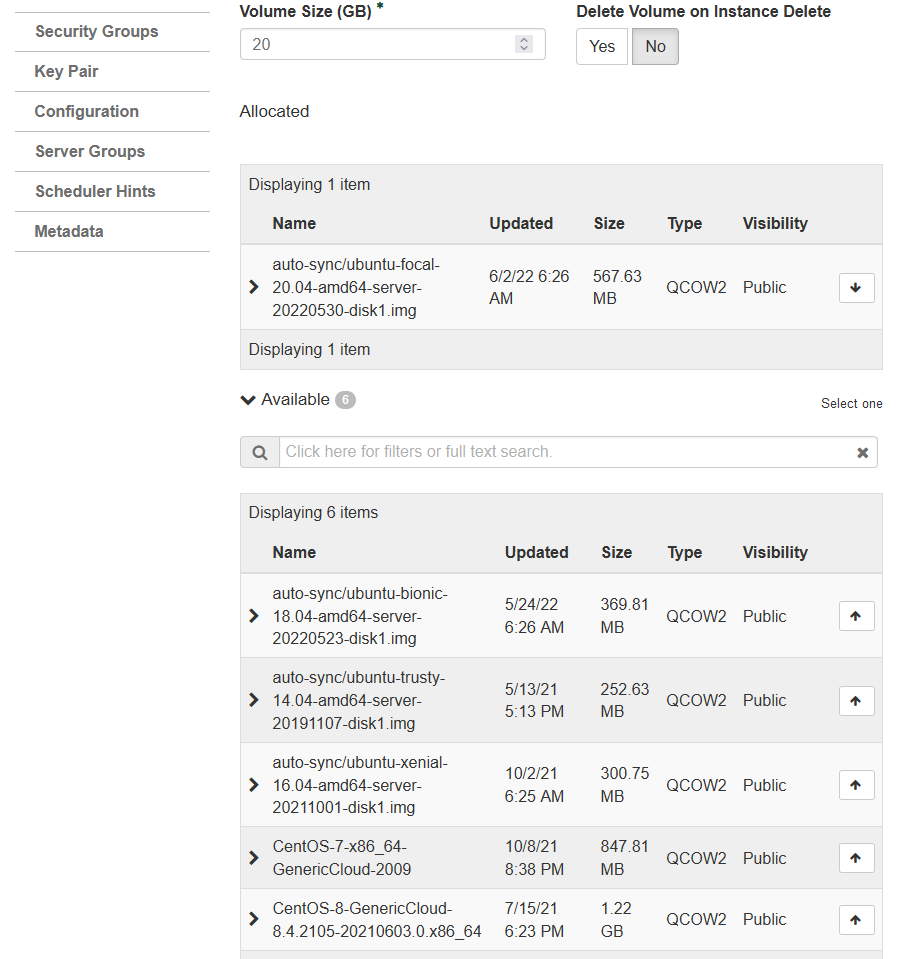 Security Groups
Key Pair
Configuration
Server Groups
Scheduler Hints
Metadata
Volume Size (GB) *
Delete Volume on Instance Delete
20
Yes No
Allocated
Displaying 1 item
Name Updated Size Type Visibility
auto-sync/ubuntu-focal-
20.04-amd64-server-
20220530-disk1.img
6/2/22 6:26
AM
567.63
MB
QCOW2
Public
Displaying 1 item
Available 6
Select one
Click here for filters or full text search.
Displaying 6 items
Name Updated Size Type Visibility
auto-sync/ubuntu-bionic-
18.04-amd64-server-
20220523-disk1.img
5/24/22
6:26 AM
369.81
MB
QCOW2
Public
auto-sync/ubuntu-trusty-
14.04-amd64-server-
20191107-disk1.img
5/13/21
5:13 PM
252.63
MB
QCOW2
Public
auto-sync/ubuntu-xenial-
16.04-amd64-server-
20211001-disk1.img
10/2/21
6:25 AM
300.75
MB
QCOW2
Public
CentOS-7-x86_64-
GenericCloud-2009
10/8/21
8:38 PM
847.81
MB
QCOW2
Public
CentOS-8-GenericCloud-
8.4.2105-20210603.0.x86_64
7/15/21
6:23 PM
1.22
GB
QCOW2
Public